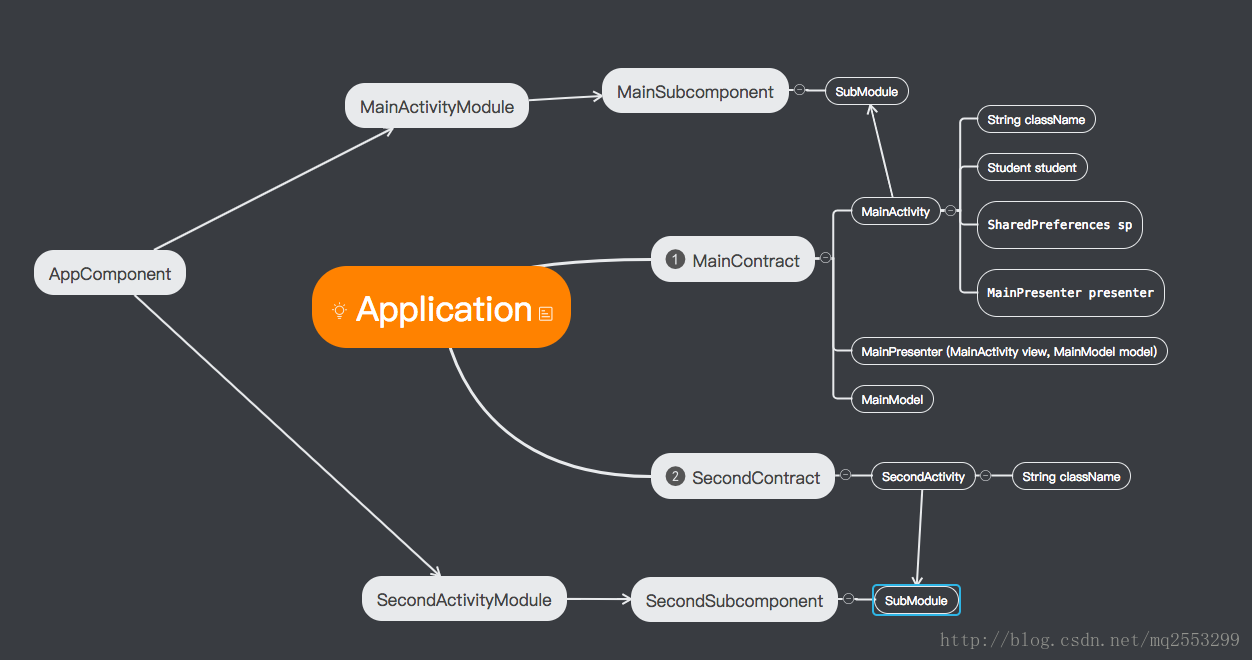 MainActivityModule
MainSubcomponent
SubModule
String className
Student student
SharedPreferences sp
MainPresenter presenter
MainActivity
AppComponent
Application
1 MainContract
MainPresenter (MainActivity view, MainModel model)
MainModel
2 SecondContract
SecondActivity
String className
SecondActivityModule
SecondSubcomponent
SubModule
http://blog.csdn.net/mq2553299